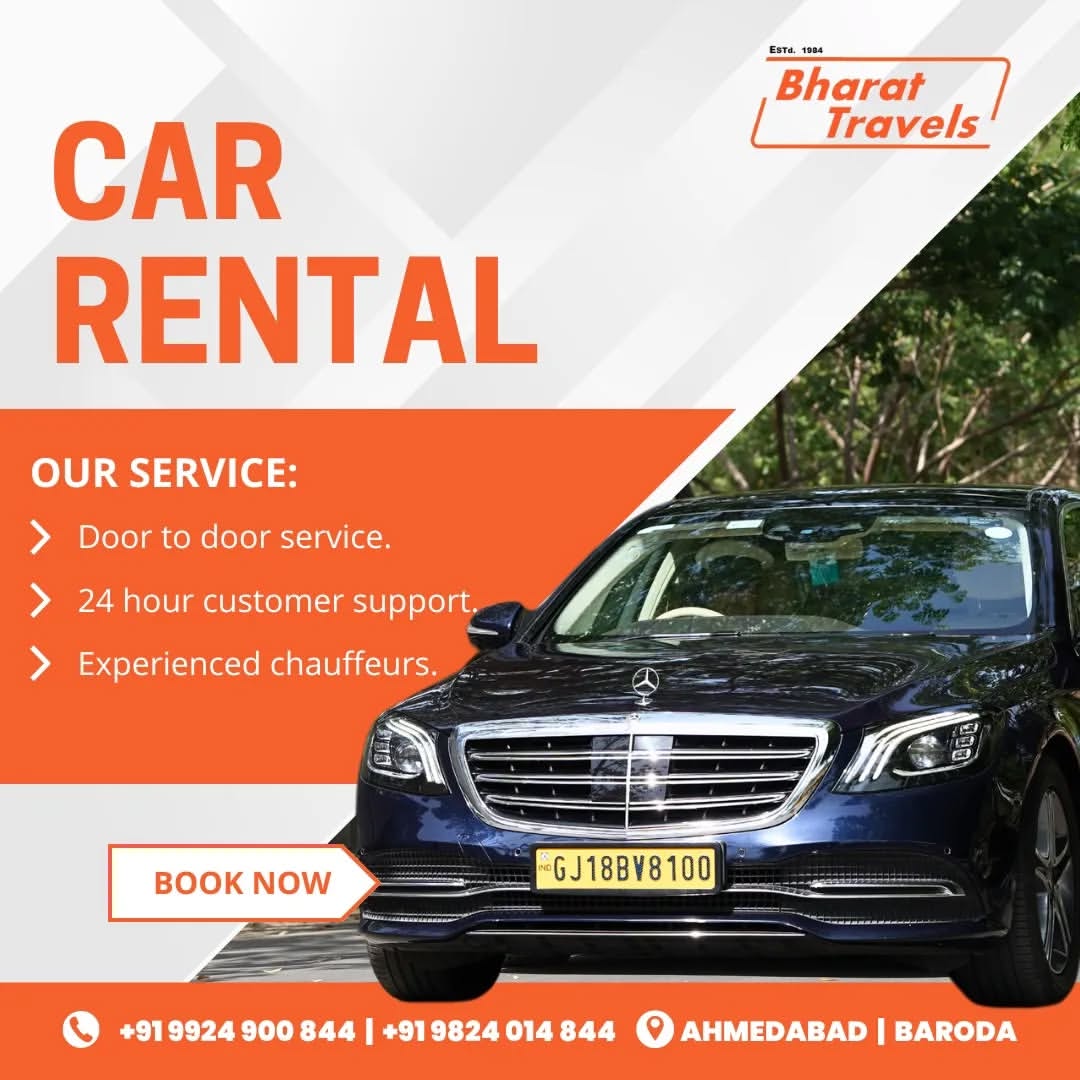 ESTd. 1984
Bharat
Travels
CAR
RENTAL
OUR SERVICE:
Door to door service.
24 hour customer support.
Experienced chauffeurs.
IND GJ18BV8100
BOOK NOW
+91 9924 900 844 | +91 9824 014 844 AHMEDABAD | BARODA